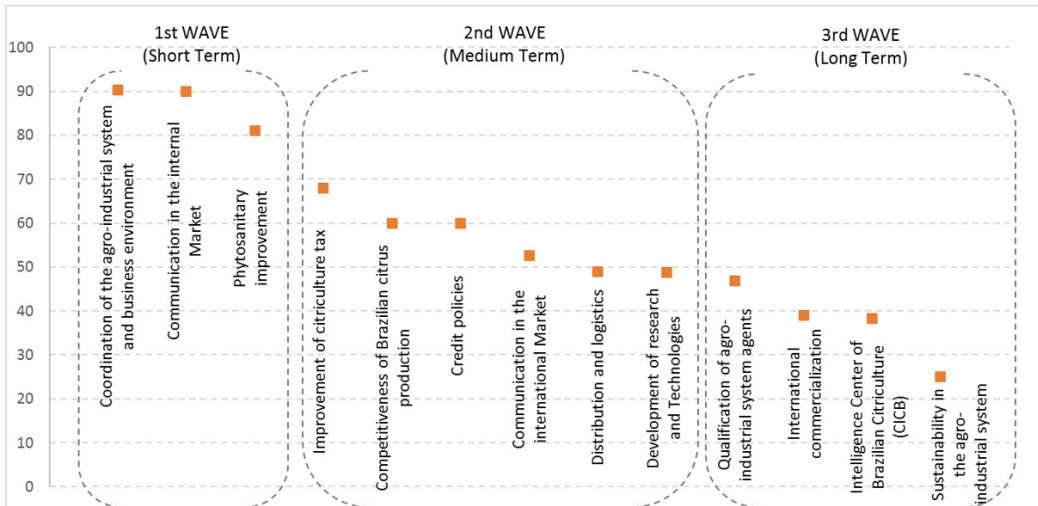 1st WAVE
(Short Term)
2nd WAVE
(Medium Term)
3rd WAVE
(Long Term)
100
90
80
70
60
50
40
30
20
10
0
Coordination of the agro-industrial system
and business environment
Communication in the internal
Market
Phytosanitary
improvement
Improvement of citriculture tax
Competitiveness of Brazilian citrus
production
Credit policies
Communication in the
international Market
Distribution and logistics
Development of research
and Technologies
Qualification of agro-
industrial system agents
International
commercialization
Intelligence Center of
Brazilian Citriculture
(CICB)
Sustainability in
the agro-
industrial system